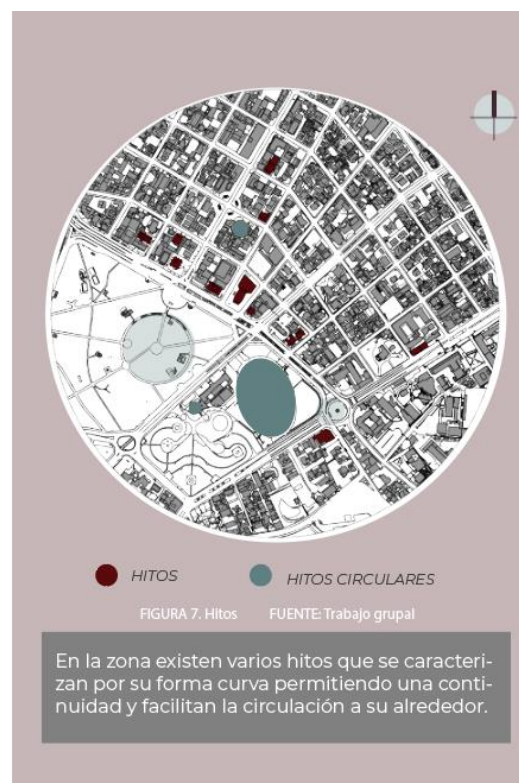 HITOS
HITOS CIRCULARES
FIGURA 7. Hitos FUENTE: Trabajo grupal
En la zona existen varios hitos que se caracteri-
zan por su forma curva permitiendo una conti-
nuidad y facilitan la circulación a su alrededor.